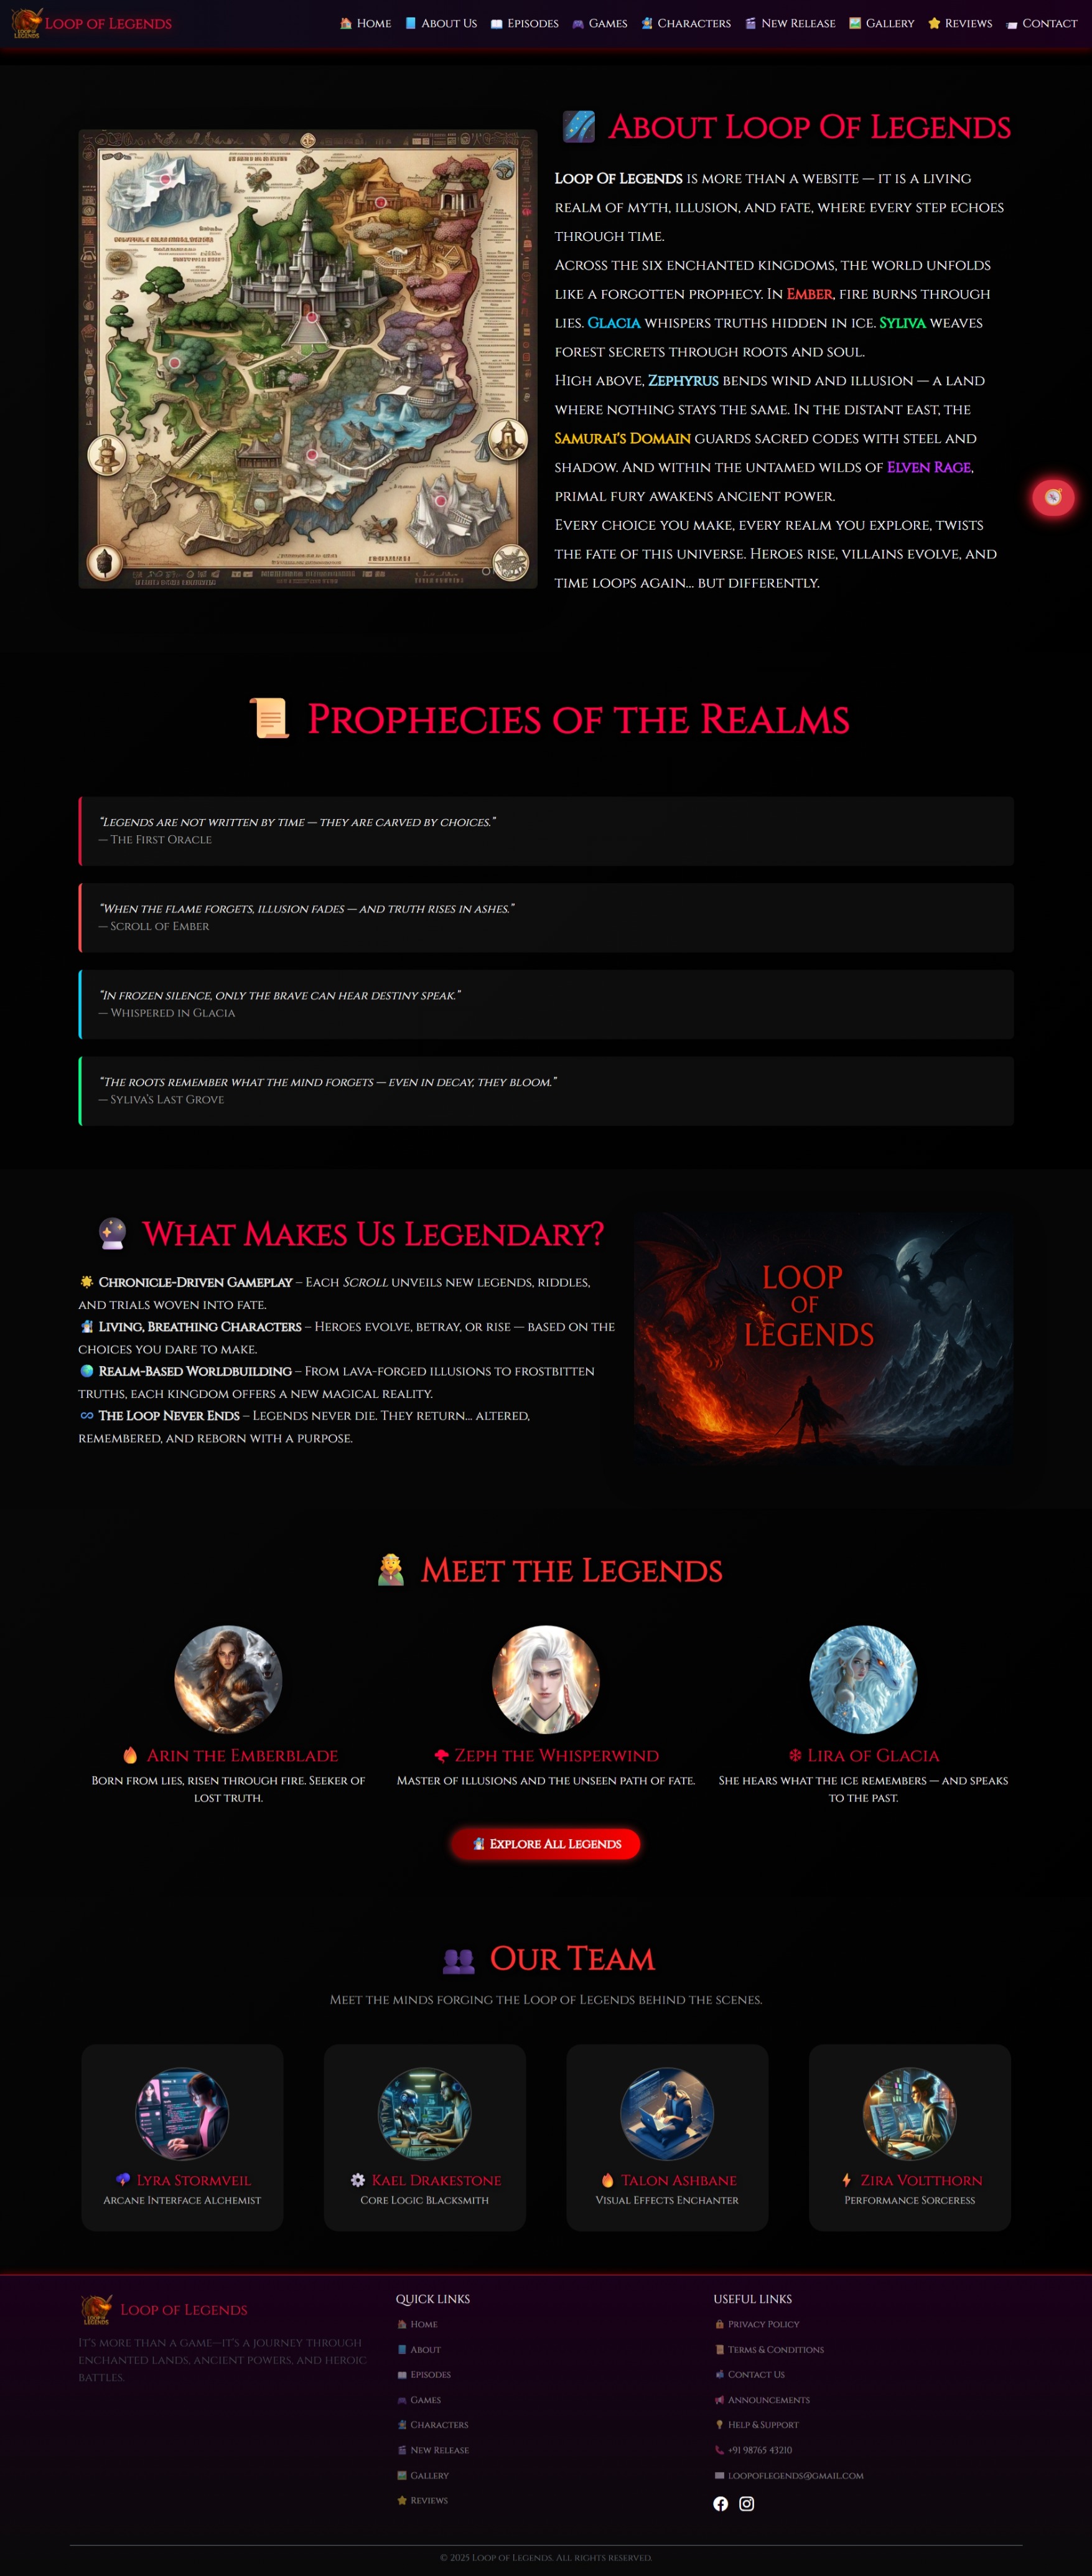 Loop of Legends
Home About Us Episodes Games Characters New Release Gallery Reviews Contact
About Loop Of Legends
Loop Of Legends is more than a website — it is a living
realm of myth, illusion, and fate, where every step echoes
through time.
Across the six enchanted kingdoms, the world unfolds
like a forgotten prophecy. In Ember, fire burns through
lies. Glacia whispers truths hidden in ice. Syliva weaves
forest secrets through roots and soul.
High above, Zephyrus bends wind and illusion — a land
where nothing stays the same. In the distant east, the
Samurai's Domain guards sacred codes with steel and
shadow. And within the untamed wilds of Elven Rage,
primal fury awakens ancient power.
Every choice you make, every realm you explore, twists
the fate of this universe. Heroes rise, villains evolve, and
time loops again... but differently.
Prophecies of the Realms
“Legends are not written by time — they are carved by choices.”
— The First Oracle
“When the flame forgets, illusion fades — and truth rises in ashes.”
— Scroll of Ember
“In frozen silence, only the brave can hear destiny speak.”
— Whispered in Glacia
“The roots remember what the mind forgets — even in decay, they bloom.”
— Syliva's Last Grove
What Makes Us Legendary?
Chronicle-Driven Gameplay – Each Scroll unveils new legends, riddles,
and trials woven into fate.
Living, Breathing Characters – Heroes evolve, betray, or rise — based on the
choices you dare to make.
Realm-Based Worldbuilding – From lava-forged illusions to frostbitten
truths, each kingdom offers a new magical reality.
The Loop Never Ends – Legends never die. They return... altered,
remembered, and reborn with a purpose.
LOOP
OF
LEGENDS
Meet the Legends
Arin the Emberblade
Born from lies, risen through fire. Seeker of
lost truth.
Zeph the Whisperwind
Master of illusions and the unseen path of fate.
Lira of Glacia
She hears what the ice remembers — and speaks
to the past.
Explore All Legends
Our Team
Meet the minds forging the Loop of Legends behind the scenes.
Lyra Stormveil
Arcane Interface Alchemist
Kael Drakestone
Core Logic Blacksmith
Talon Ashbane
Visual Effects Enchanter
Zira Voltthorn
Performance Sorceress
LOOP OF
LEGENDS
Loop of Legends
It's more than a game—it's a journey through
enchanted lands, ancient powers, and heroic
battles.
Quick Links
Home
About
Episodes
Games
Characters
New Release
Gallery
Reviews
Useful Links
Privacy Policy
Terms & Conditions
Contact Us
Announcements
Help & Support
+91 98765 43210
loopoflegends@gmail.com
© 2025 Loop of Legends. All rights reserved.